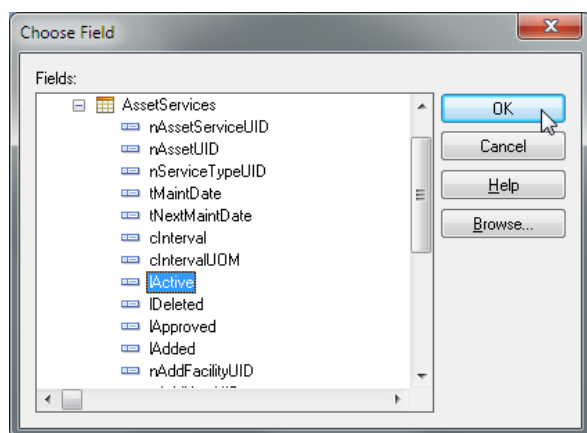 Choose Field
Fields:
AssetServices
nAssetServiceUID
nAssetUID
nServiceTypeUID
tMaintDate
tNextMaintDate
cInterval
cIntervalUOM
lActive
lDeleted
lApproved
lAdded
nAddFacilityUID
OK
Cancel
Help
Browse...